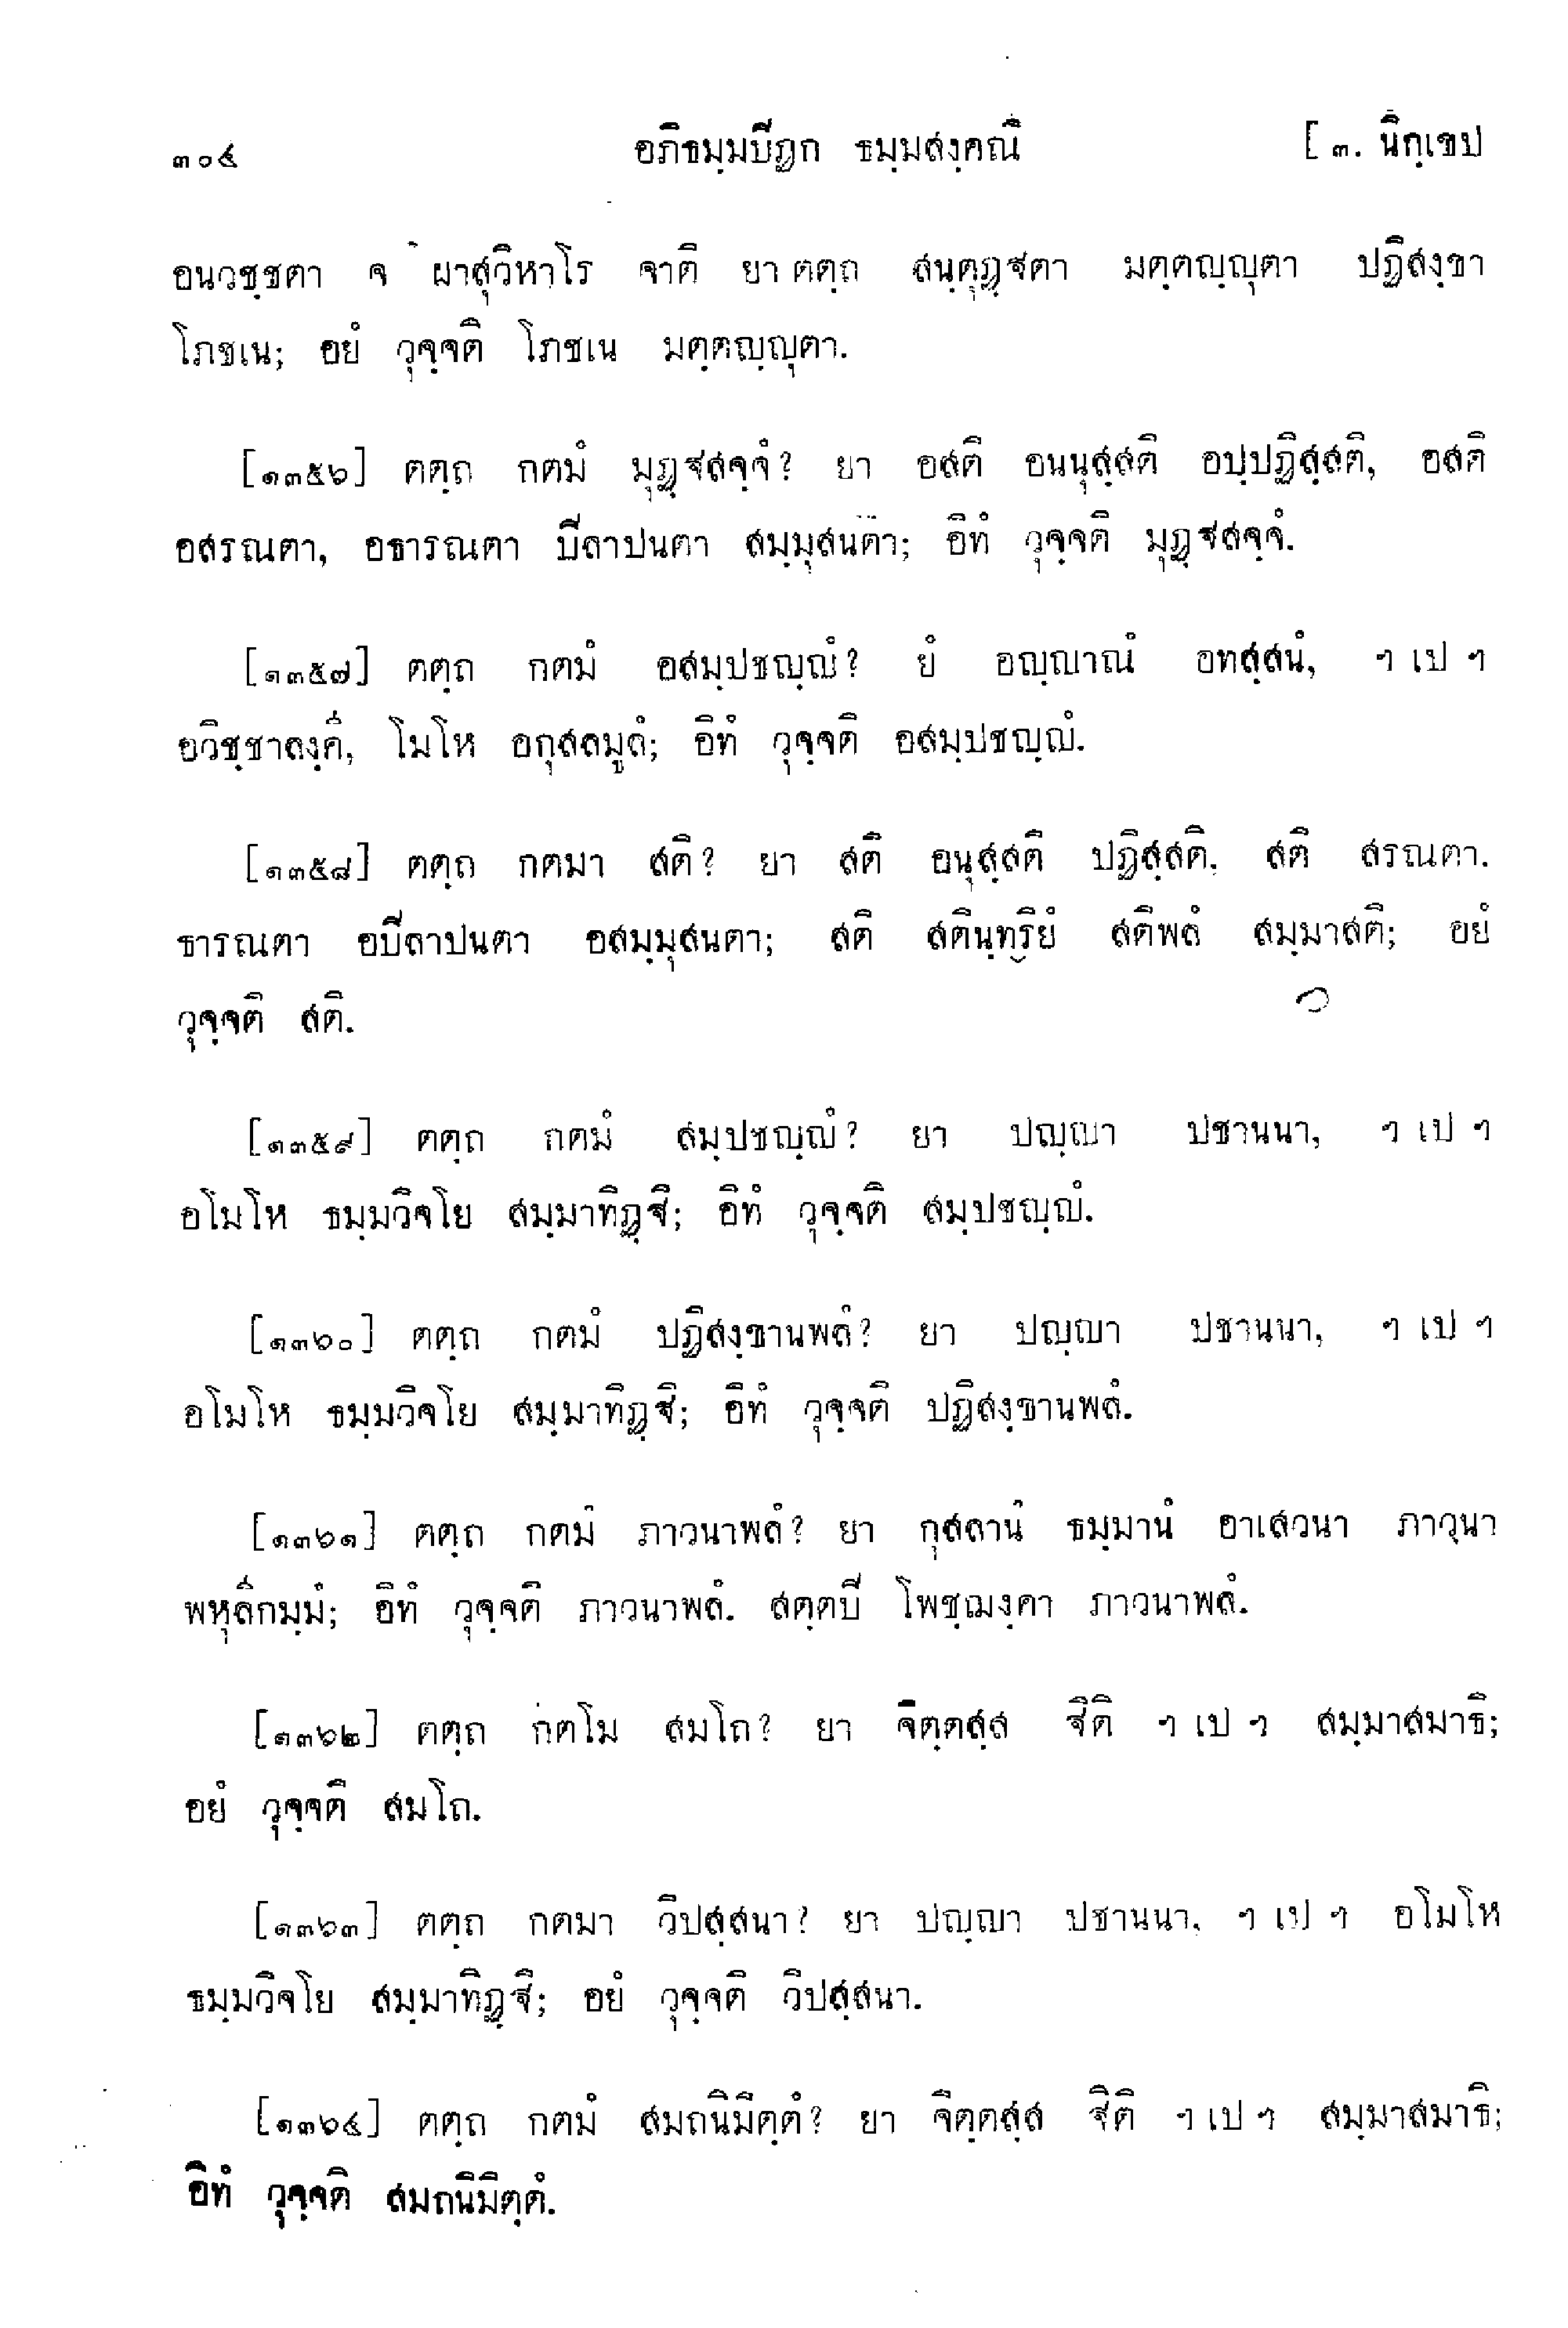 ๓๐๔ อภิธมฺมปิฏก ธมฺมสงฺคณิ [ ๓. นิกฺเขป
อนวชฺชตา จ ผาสุวิหาโร จาติ ยา ตตฺถ สนฺตุฏฺฐตา มตฺตญฺญุตา ปฏิสงฺขา
โภชเน; อยํ วุจฺจติ โภชเน มตฺตญฺญุตา.
[๑๓๕๖] ตตฺถ กตมํ มุฏฺฐสจฺจํ? ยา อสติ อนนุสฺสติ อปฺปฏิสฺสติ, อสติ
อสรณตา, อธารณตา ปิลาปนตา สมฺมุสนตา; อิทํ วุจฺจติ มุฏฺฐสจฺจํ.
[๑๓๕๗] ตตฺถ กตมํ อสมฺปชญฺญํ? ยํ อญฺญาณํ อทสฺสนํ, ฯ เป ฯ
อวิชฺชาลงฺคี, โมโห อกุสลมูลํ; อิทํ วุจฺจติ อสมฺปชญฺญํ.
[๑๓๕๘] ตตฺถ กตมา สติ? ยา สติ อนุสฺสติ ปฏิสฺสติ, สติ สรณตา.
ธารณตา อปิลาปนตา อสมฺมุสนตา; สติ สตินฺทฺริยํ สติพลํ สมฺมาสติ; อยํ
วุจฺจติ สติ.
[๑๓๕๙] ตตฺถ กตมํ สมฺปชญฺญํ? ยา ปญฺญา ปชานนา, ฯ เป ฯ
อโมโห ธมฺมวิจโย สมฺมาทิฏฺฐิ; อิทํ วุจฺจติ สมฺปชญฺญํ.
[๑๓๖๐] ตตฺถ กตมํ ปฏิสงฺขานพลํ? ยา ปญฺญา ปชานนา, ฯ เป ฯ
อโมโห ธมฺมวิจโย สมฺมาทิฏฺฐิ; อิทํ วุจฺจติ ปฏิสงฺขานพลํ.
[๑๓๖๑] ตตฺถ กตมํ ภาวนาพลํ? ยา กุสลานํ ธมฺมานํ อาเสวนา ภาวนา
พหุลีกมฺมํ; อิทํ วุจฺจติ ภาวนาพลํ. สตฺตปิ โพชฺฌงฺคา ภาวนาพลํ.
[๑๓๖๒] ตตฺถ กตโม สมโถ? ยา จิตฺตสฺส ฐิติ ฯ เป ฯ สมฺมาสมาธิ;
อยํ วุจฺจติ สมโถ.
[๑๓๖๓] ตตฺถ กตมา วิปสฺสนา? ยา ปญฺญา ปชานนา, ฯ เป ฯ อโมโห
ธมฺมวิจโย สมฺมาทิฏฺฐิ; อยํ วุจฺจติ วิปสฺสนา.
[๑๓๖๔] ตตฺถ กตมํ สมถนิมิตฺตํ? ยา จิตฺตสฺส ฐิติ ฯ เป ฯ สมฺมาสมาธิ;
อิทํ วุจฺจติ สมถนิมิตฺตํ.